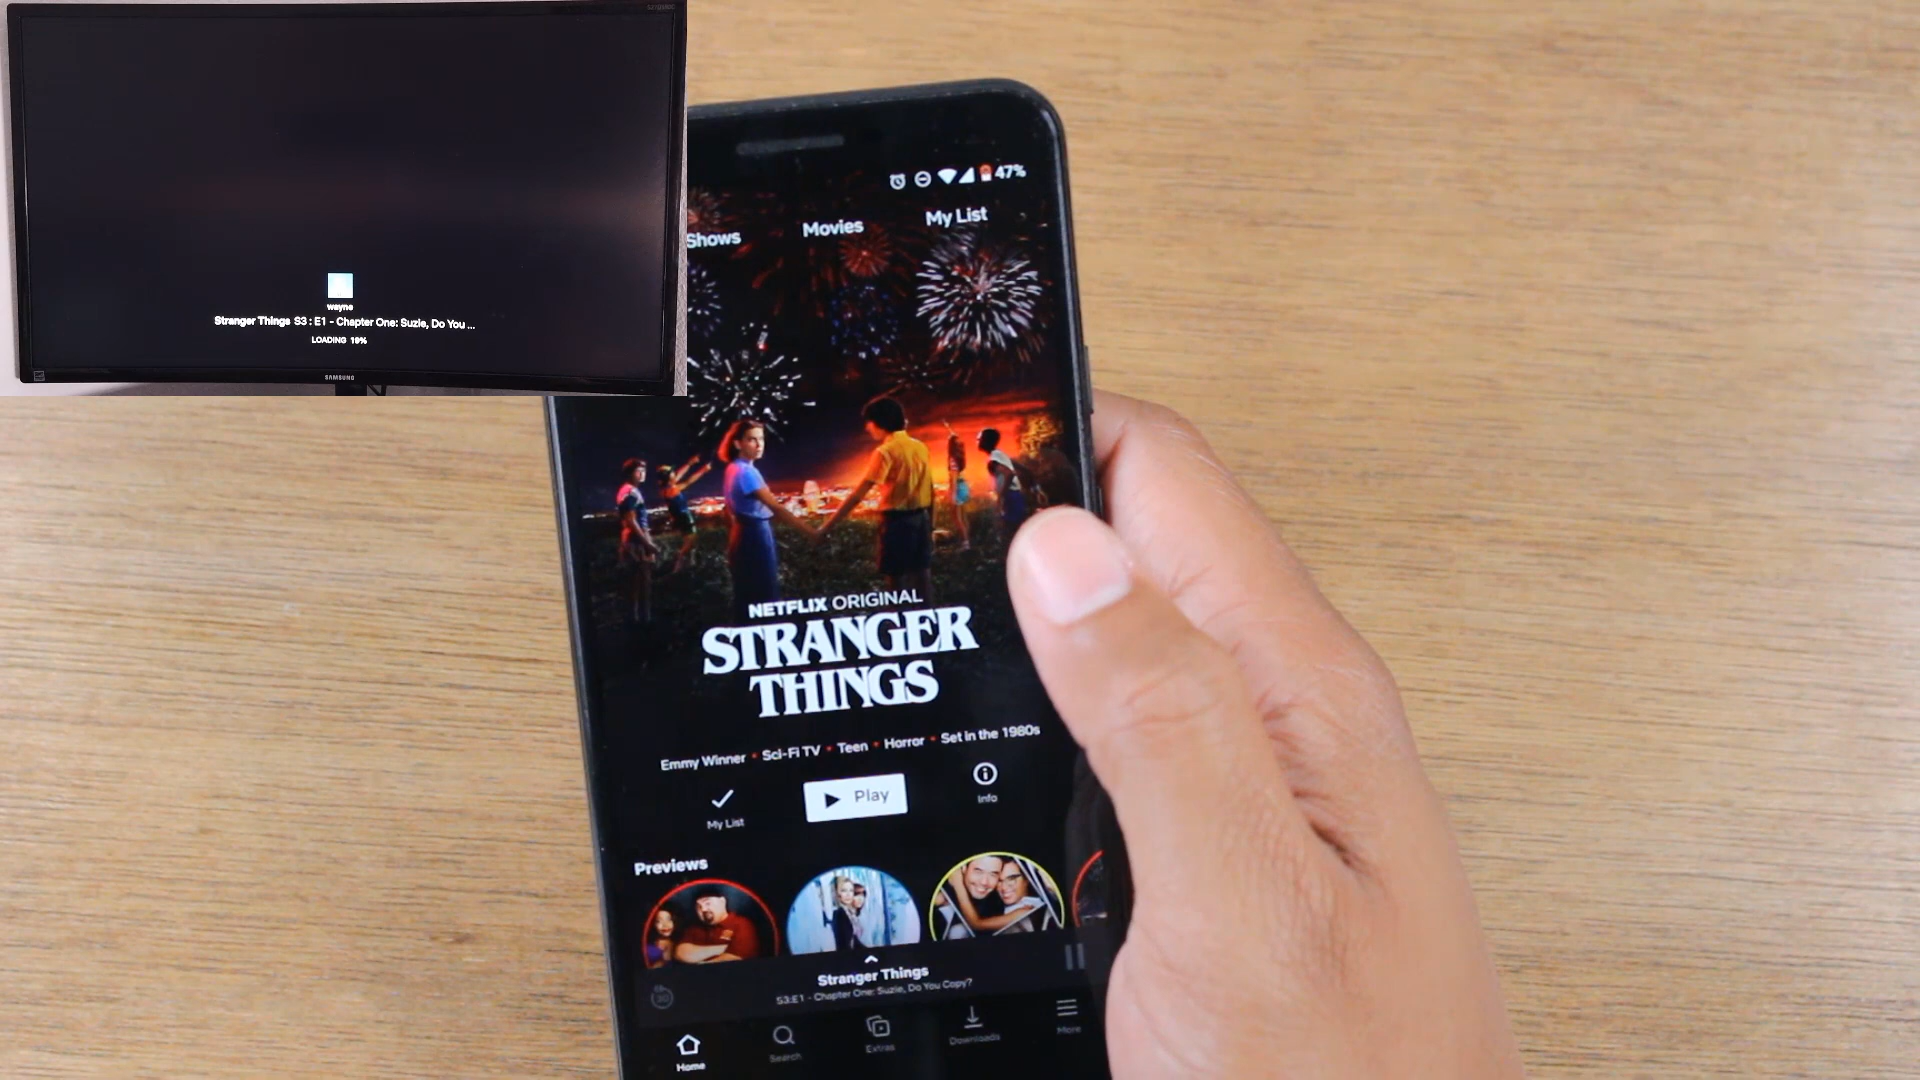 wayne
Stranger Things S3 : E1 - Chapter One: Suzie, Do You ...
LOADING 19%
SAMSUNG
47%
Shows
Movies
My List
NETFLIX ORIGINAL
STRANGER
THINGS
Emmy Winner • Sci-Fi TV • Teen • Horror • Set in the 1980s
My List
Play
Info
Previews
Stranger Things
S3:E1 - Chapter One: Suzie, Do You Copy?
30
Home
Search
Extras
Downloads
More